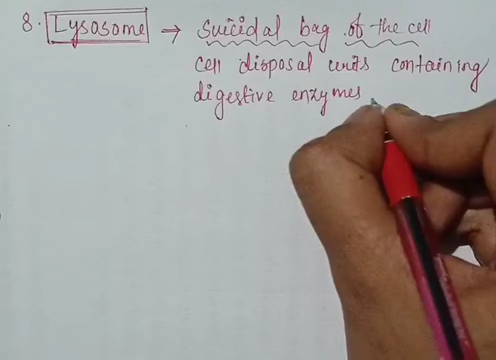 8. Lysosome → Suicidal bag of the cell
cell disposal units containing
digestive enzymes